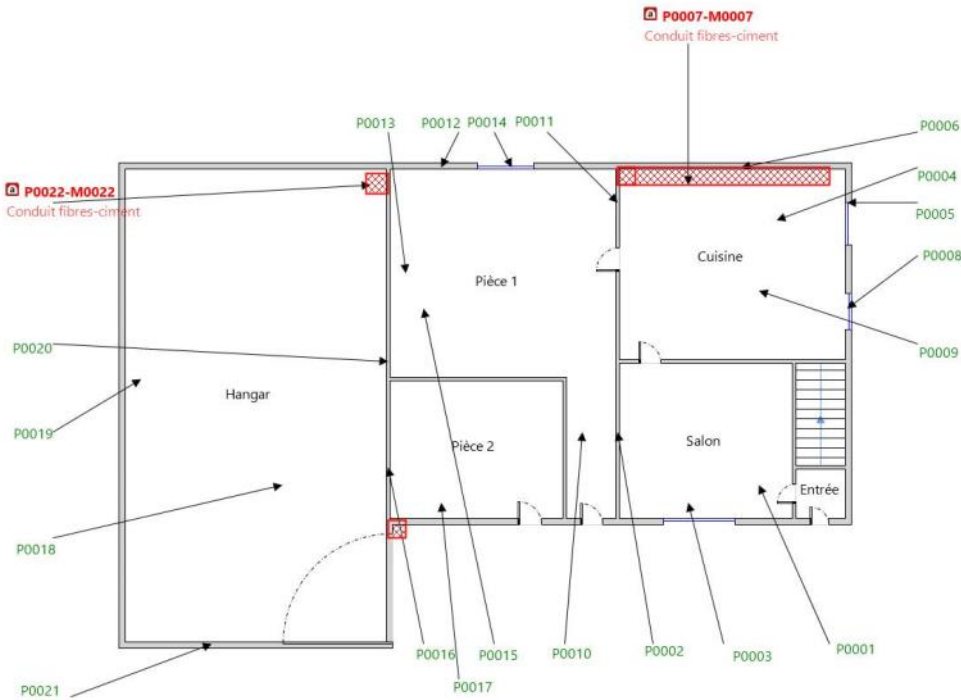 a P0007-M0007
Conduit fibres-ciment
P0013
P0012
P0014
P0011
P0006
P0004
a P0022-M0022
Conduit fibres-ciment
P0005
Cuisine
P0008
Pièce 1
P0020
P0009
Hangar
P0019
Pièce 2
Salon
Entrée
P0018
P0016
P0015
P0010
P0002
P0003
P0001
P0017
P0021